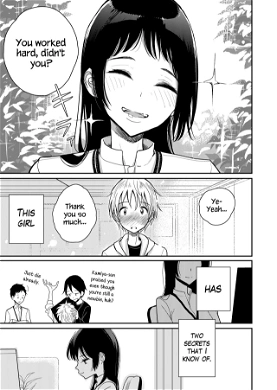 You worked
hard, didn't
you?
Ye-
Yeah...
Thank
you so
much...
THIS
GIRL
HAS
Kamiya-san
praised you
even though
you're still a
newbie, huh?
Just die
already.
TWO
SECRETS
THAT I
KNOW OF.